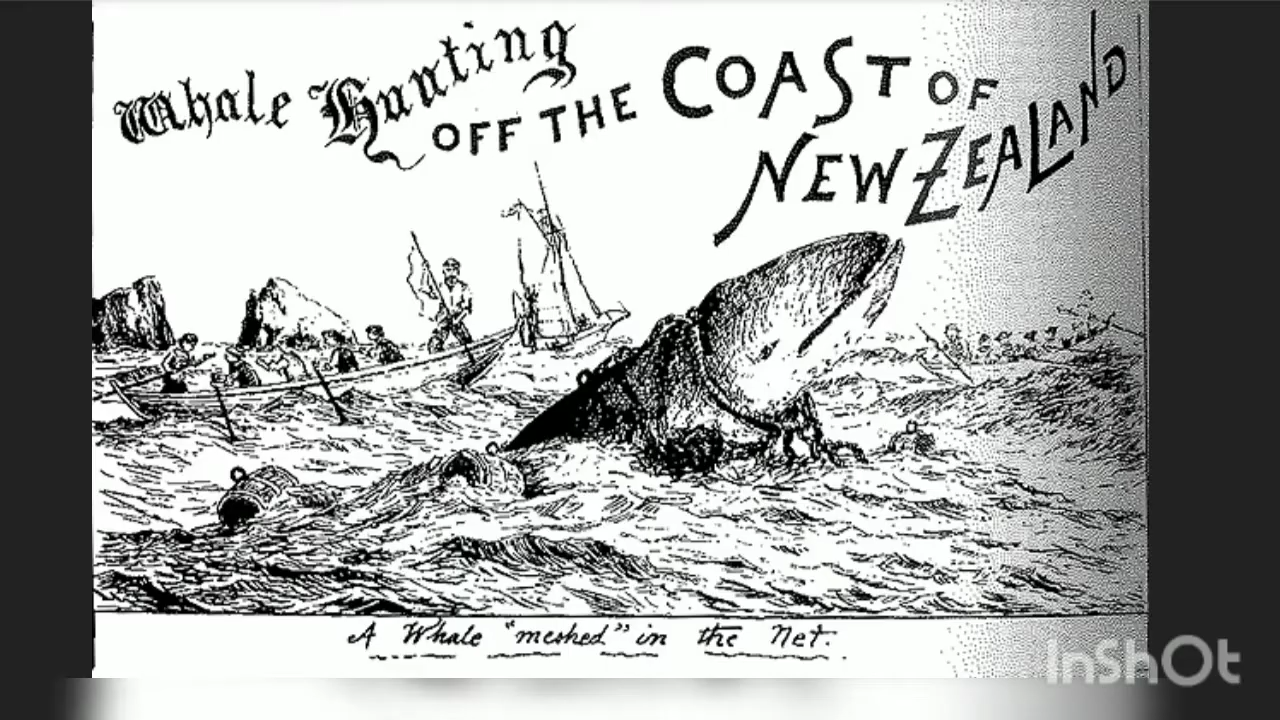 Whale Hunting
OFF THE COAST OF
NEW ZEALAND
A Whale "meshed" in the Net.
InShOt